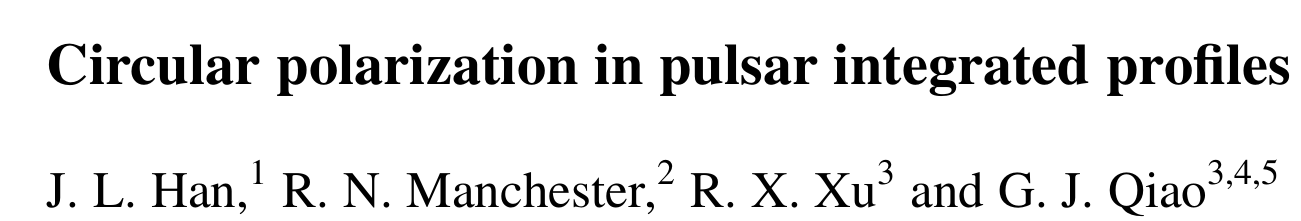 Circular polarization in pulsar integrated profiles
J. L. Han,1 R. N. Manchester,2 R. X. Xu3 and G. J. Qiao3,4,5